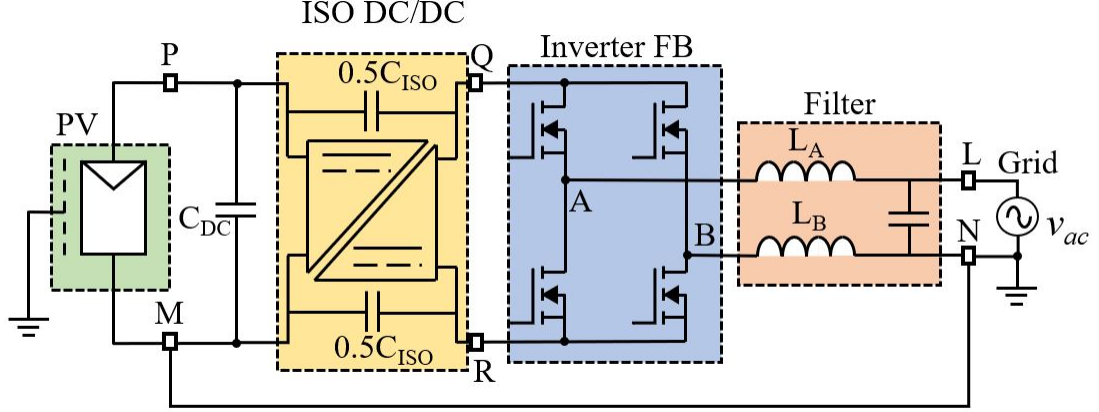 ISO DC/DC
P
Q
Inverter FB
0.5C_ISO
Filter
PV
L_A
L
Grid
A
C_DC
L_B
B
N
v_ac
M
0.5C_ISO
R